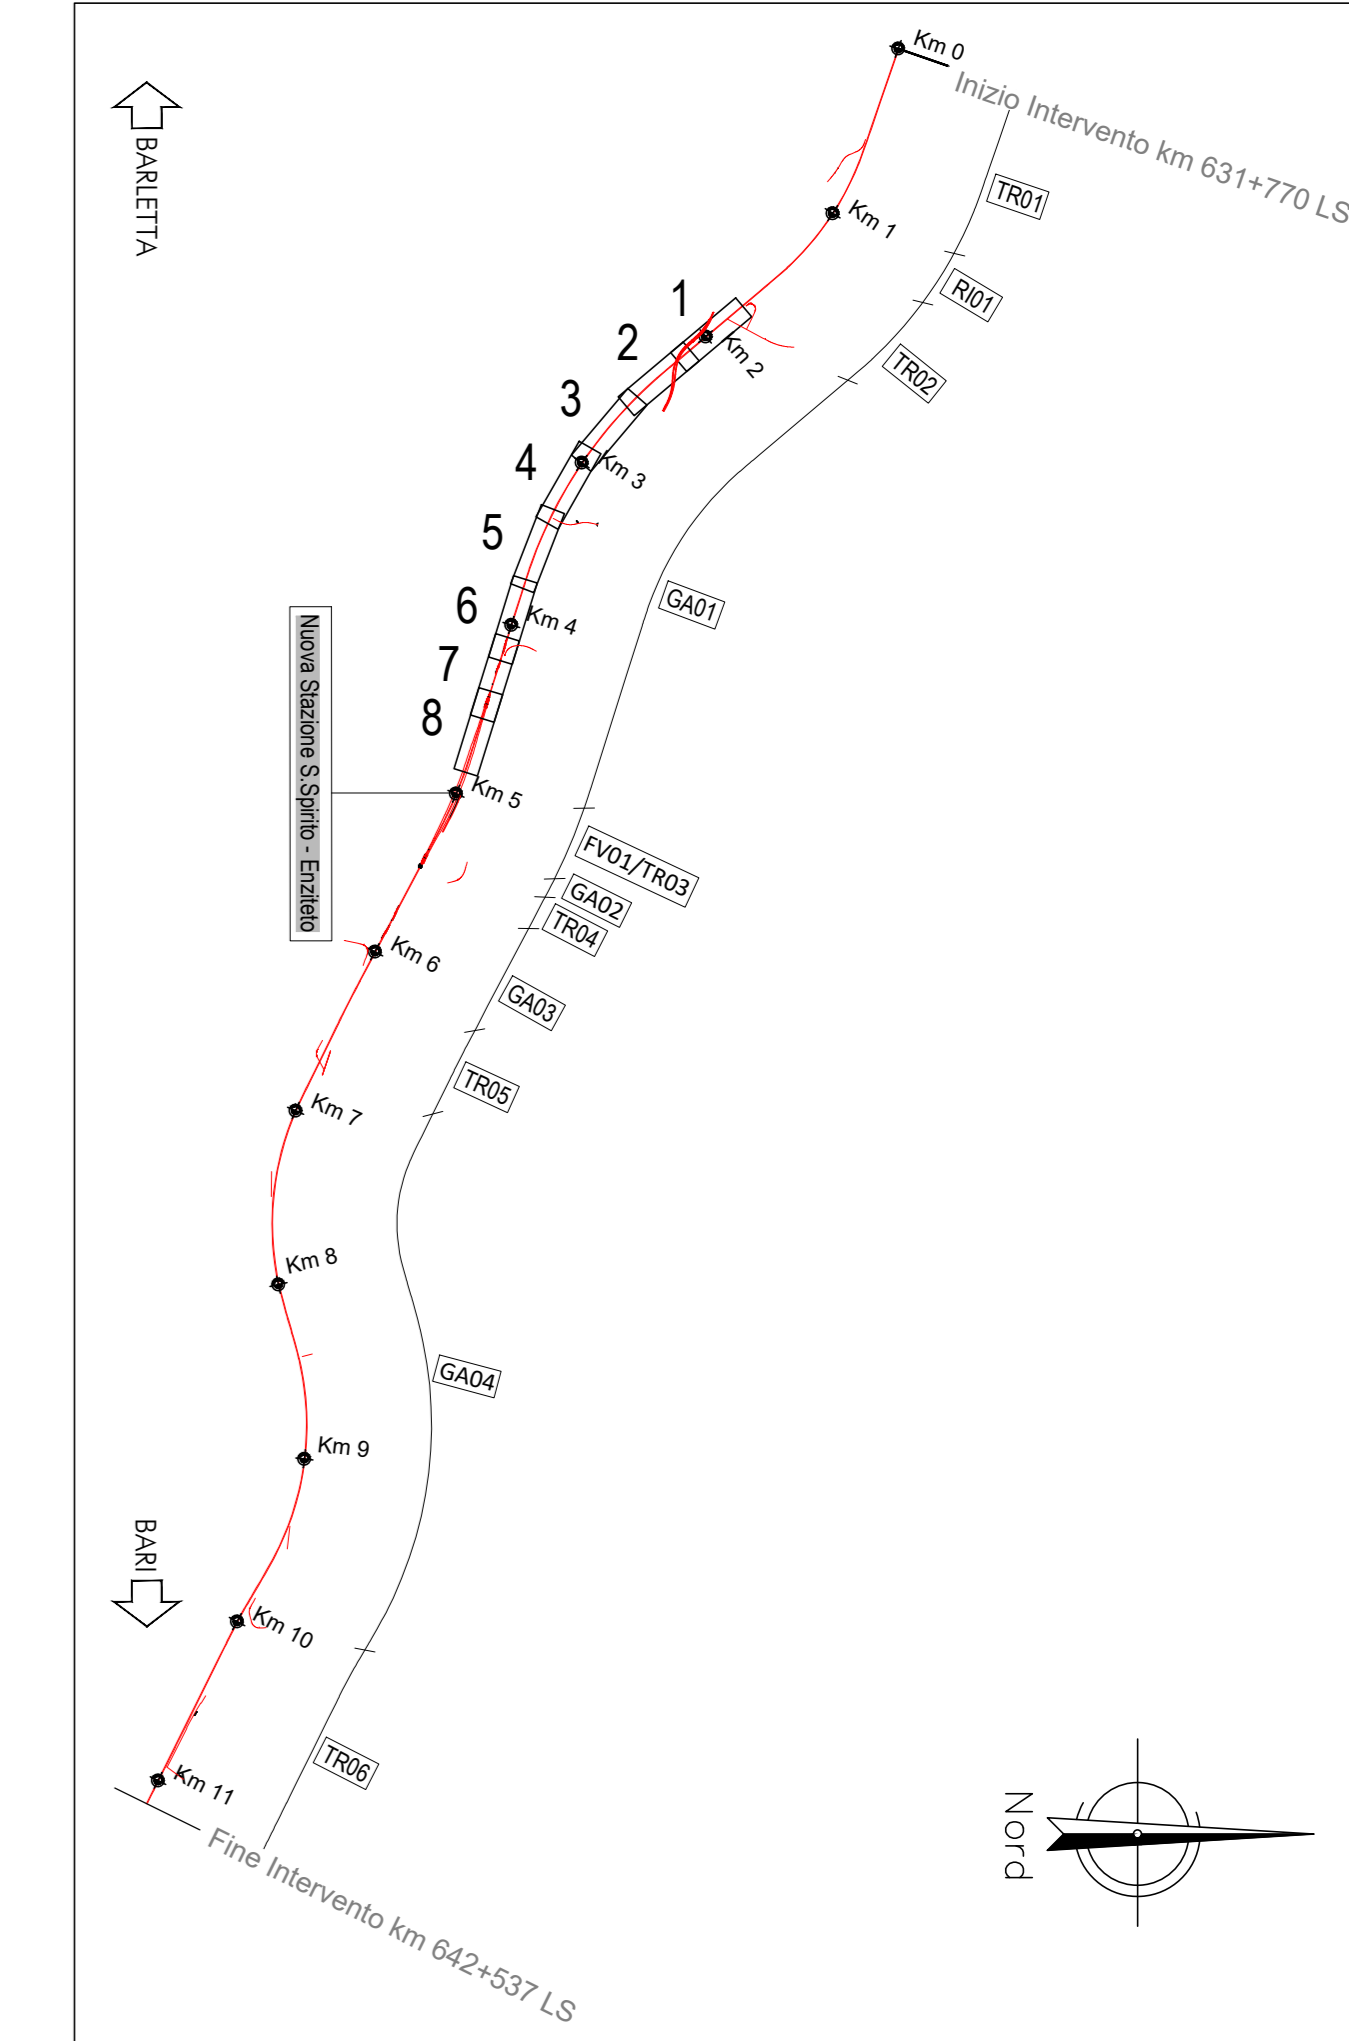 Km 0
Inizio Intervento km 631+770 LS
BARLETTA
TR01
Km 1
RI01
1
Km 2
2
TR02
3
Km 3
4
5
GA01
6
Km 4
7
8
Nuova Stazione S.Spirito - Enziteto
Km 5
FV01/TR03
GA02
TR04
Km 6
GA03
TR05
Km 7
Km 8
GA04
Km 9
BARI
Km 10
TR06
Km 11
Fine Intervento km 642+537 LS
Nord